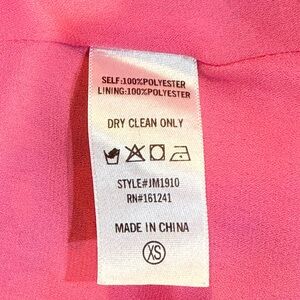 SELF:100%POLYESTER
LINING:100%POLYESTER
DRY CLEAN ONLY
STYLE#JM1910
RN#161241
MADE IN CHINA
XS